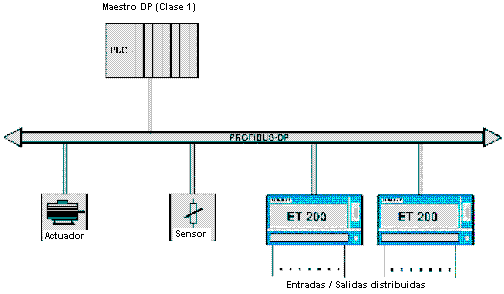 Maestro DP (Clase 1)
PLC
PROFIBUS-DP
ET 200
ET 200
Actuador
Sensor
Entradas / Salidas distribuidas